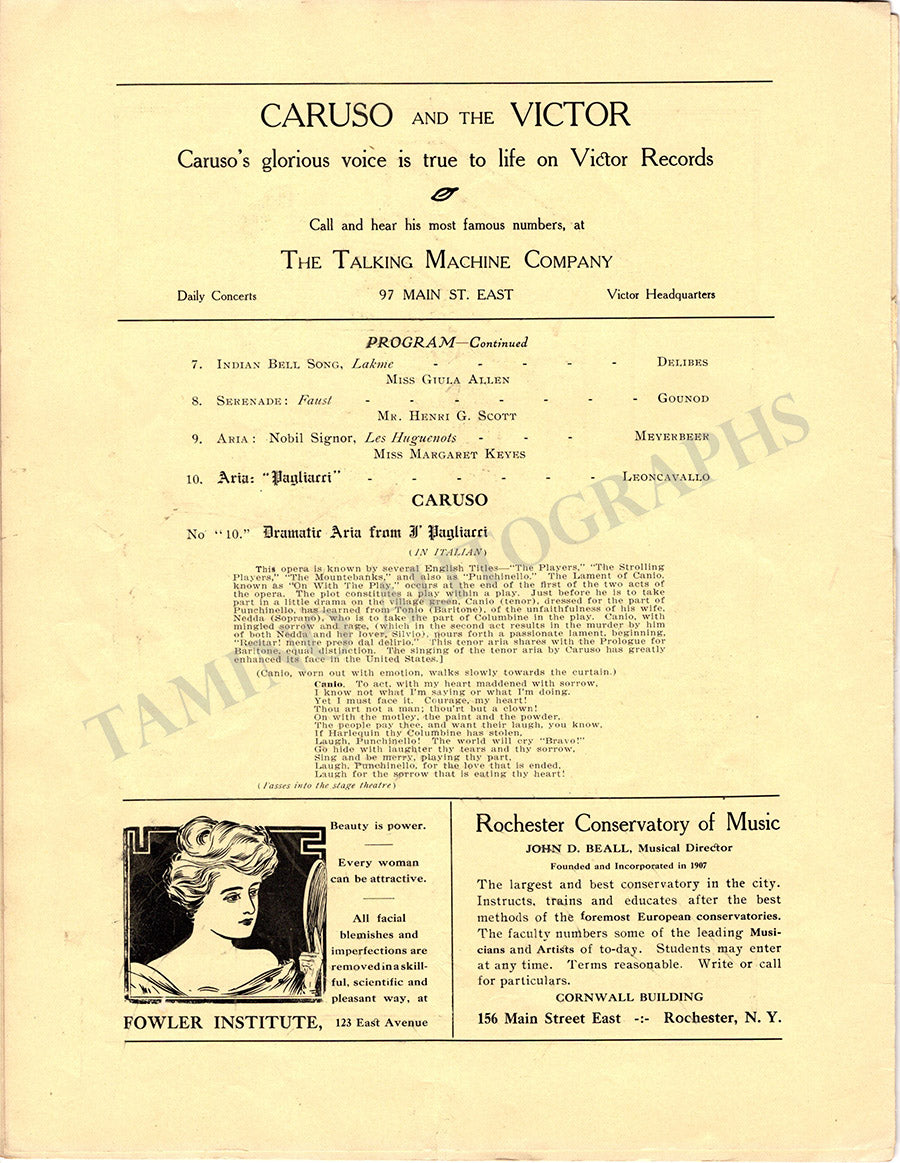 CARUSO AND THE VICTOR
Caruso's glorious voice is true to life on Victor Records
Call and hear his most famous numbers, at
THE TALKING MACHINE COMPANY
Daily Concerts 97 MAIN ST. EAST Victor Headquarters
PROGRAM—Continued
7. INDIAN BELL SONG, Lakme - - - - - DELIBES
MISS GIULA ALLEN
8. SERENADE: Faust - - - - - - - GOUNOD
MR. HENRI G. SCOTT
9. ARIA: Nobil Signor, Les Huguenots - - - MEYERBEER
MISS MARGARET KEYES
10. Aria: "Pagliacci" - - - - - - LEONCAVALLO
CARUSO
No "10." Dramatic Aria from I' Pagliacci
(IN ITALIAN)
This opera is known by several English Titles—"The Players," "The Strolling
Players," "The Mountebanks," and also as "Punchinello." The Lament of Canio,
known as "On With The Play," occurs at the end of the first of the two acts of
the opera. The plot constitutes a play within a play. Just before he is to take
part in a little drama on the village green, Canio (tenor), dressed for the part of
Punchinello, has learned from Tonio (Baritone), of the unfaithfulness of his wife,
Nedda (Soprano), who is to take the part of Columbine in the play. Canio, with
mingled sorrow and rage, (which in the second act results in the murder by him
of both Nedda and her lover, Silvio), pours forth a passionate lament, beginning,
"Recitar! mentre preso dal delirio." This tenor aria shares with the Prologue for
Baritone equal distinction. The singing of the tenor aria by Caruso has greatly
enhanced its face in the United States.]
(Canio, worn out with emotion, walks slowly towards the curtain.)
Canio. To act, with my heart maddened with sorrow,
I know not what I'm saying or what I'm doing.
Yet I must face it. Courage, my heart!
Thou art not a man; thou'rt but a clown!
On with the motley, the paint and the powder,
The people pay thee, and want their laugh, you know,
If Harlequin thy Columbine has stolen,
Laugh, Punchinello! The world will cry "Bravo!"
Go hide with laughter thy tears and thy sorrow,
Sing and be merry, playing thy part,
Laugh, Punchinello, for the love that is ended,
Laugh for the sorrow that is eating thy heart!
(Passes into the stage theatre)
TAMINO AUTOGRAPHS
Beauty is power.
Every woman
can be attractive.
All facial
blemishes and
imperfections are
removed in a skill-
ful, scientific and
pleasant way, at
FOWLER INSTITUTE, 123 East Avenue
Rochester Conservatory of Music
JOHN D. BEALL, Musical Director
Founded and Incorporated in 1907
The largest and best conservatory in the city.
Instructs, trains and educates after the best
methods of the foremost European conservatories.
The faculty numbers some of the leading Musi-
cians and Artists of to-day. Students may enter
at any time. Terms reasonable. Write or call
for particulars.
CORNWALL BUILDING
156 Main Street East -:- Rochester, N. Y.